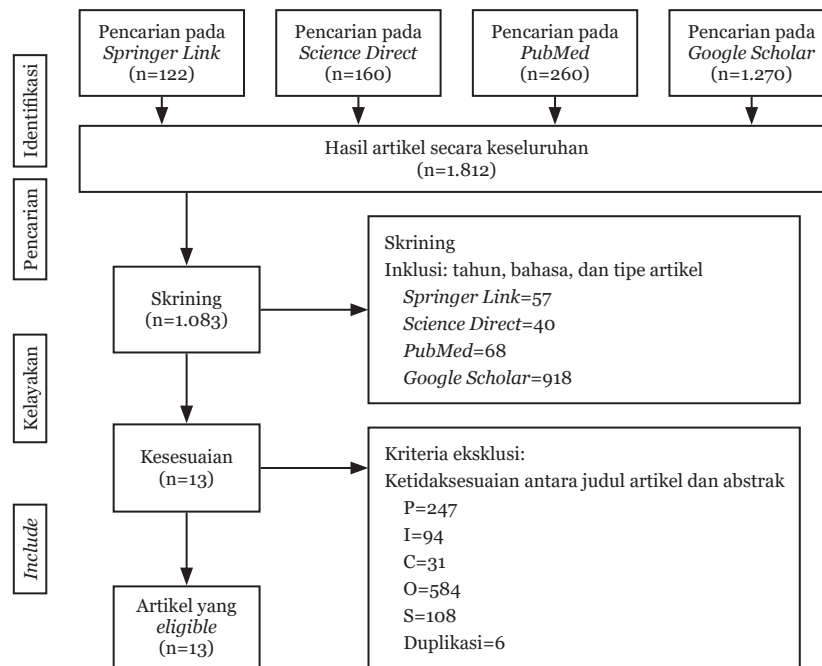 Pencarian pada
Springer Link
(n=122)
Pencarian pada
Science Direct
(n=160)
Pencarian pada
PubMed
(n=260)
Pencarian pada
Google Scholar
(n=1.270)
Identifikasi
Hasil artikel secara keseluruhan
(n=1.812)
Pencarian
Skrining
(n=1.083)
Skrining
Inklusi: tahun, bahasa, dan tipe artikel
Springer Link=57
Science Direct=40
PubMed=68
Google Scholar=918
Kelayakan
Kesesuaian
(n=13)
Kriteria eksklusi:
Ketidaksesuaian antara judul artikel dan abstrak
P=247
I=94
C=31
O=584
S=108
Duplikasi=6
Include
Artikel yang
eligible
(n=13)